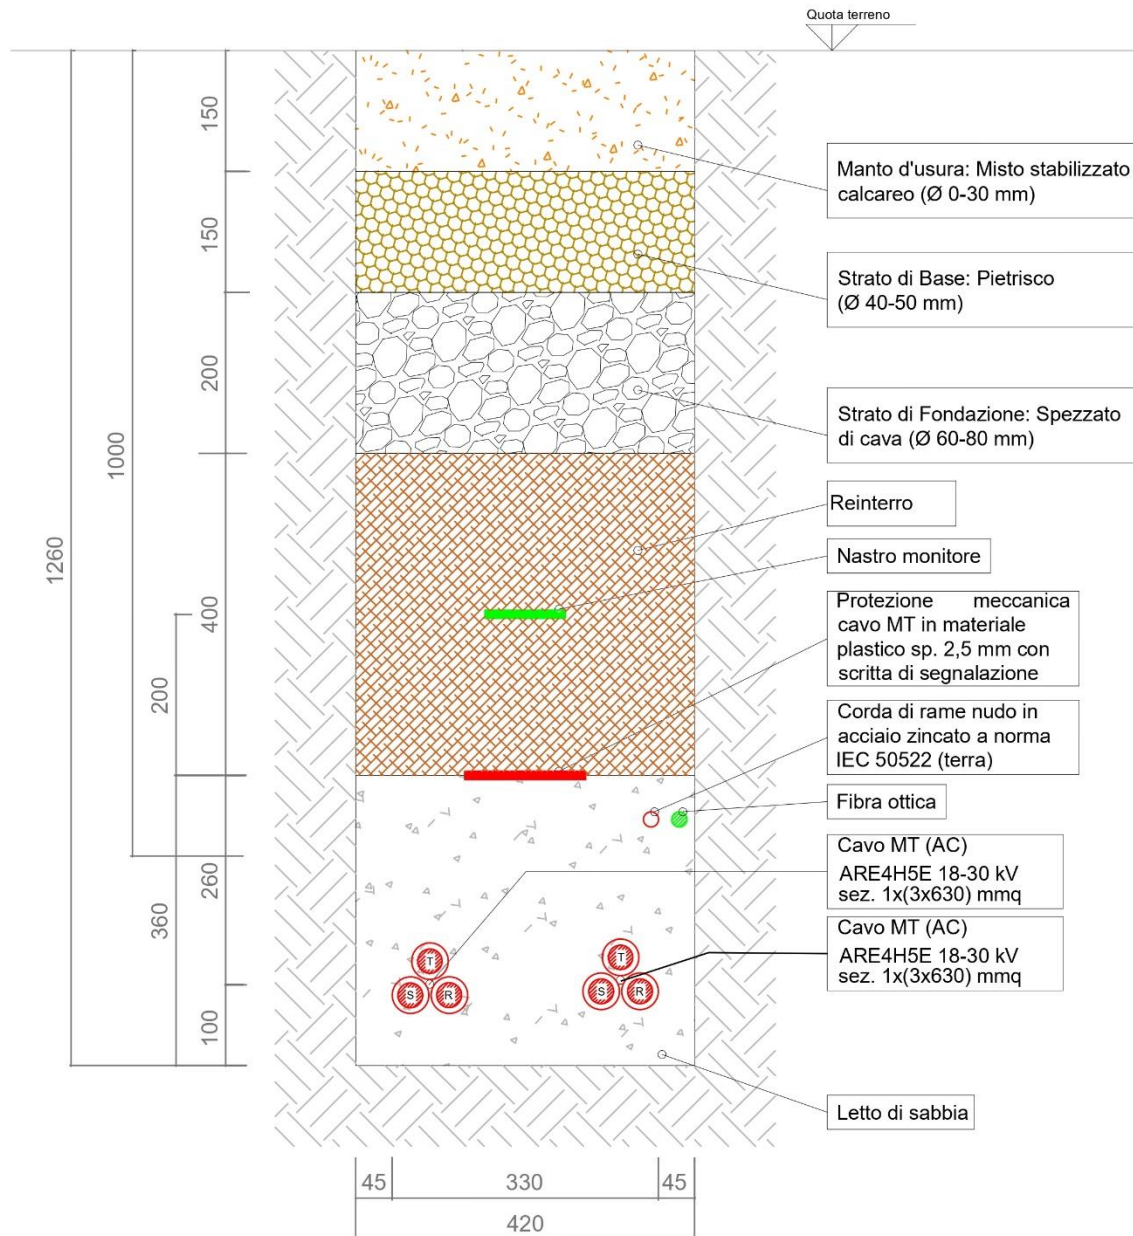 Quota terreno
150
150
200
1000
1260
400
200
260
360
100
Manto d'usura: Misto stabilizzato
calcareo (Ø 0-30 mm)
Strato di Base: Pietrisco
(Ø 40-50 mm)
Strato di Fondazione: Spezzato
di cava (Ø 60-80 mm)
Reinterro
Nastro monitore
Protezione meccanica
cavo MT in materiale
plastico sp. 2,5 mm con
scritta di segnalazione
Corda di rame nudo in
acciaio zincato a norma
IEC 50522 (terra)
Fibra ottica
Cavo MT (AC)
ARE4H5E 18-30 kV
sez. 1x(3x630) mmq
Cavo MT (AC)
ARE4H5E 18-30 kV
sez. 1x(3x630) mmq
T
S R
T
S R
Letto di sabbia
45 330 45
420